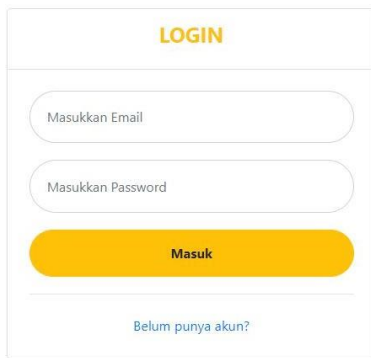 LOGIN
Masukkan Email
Masukkan Password
Masuk
Belum punya akun?